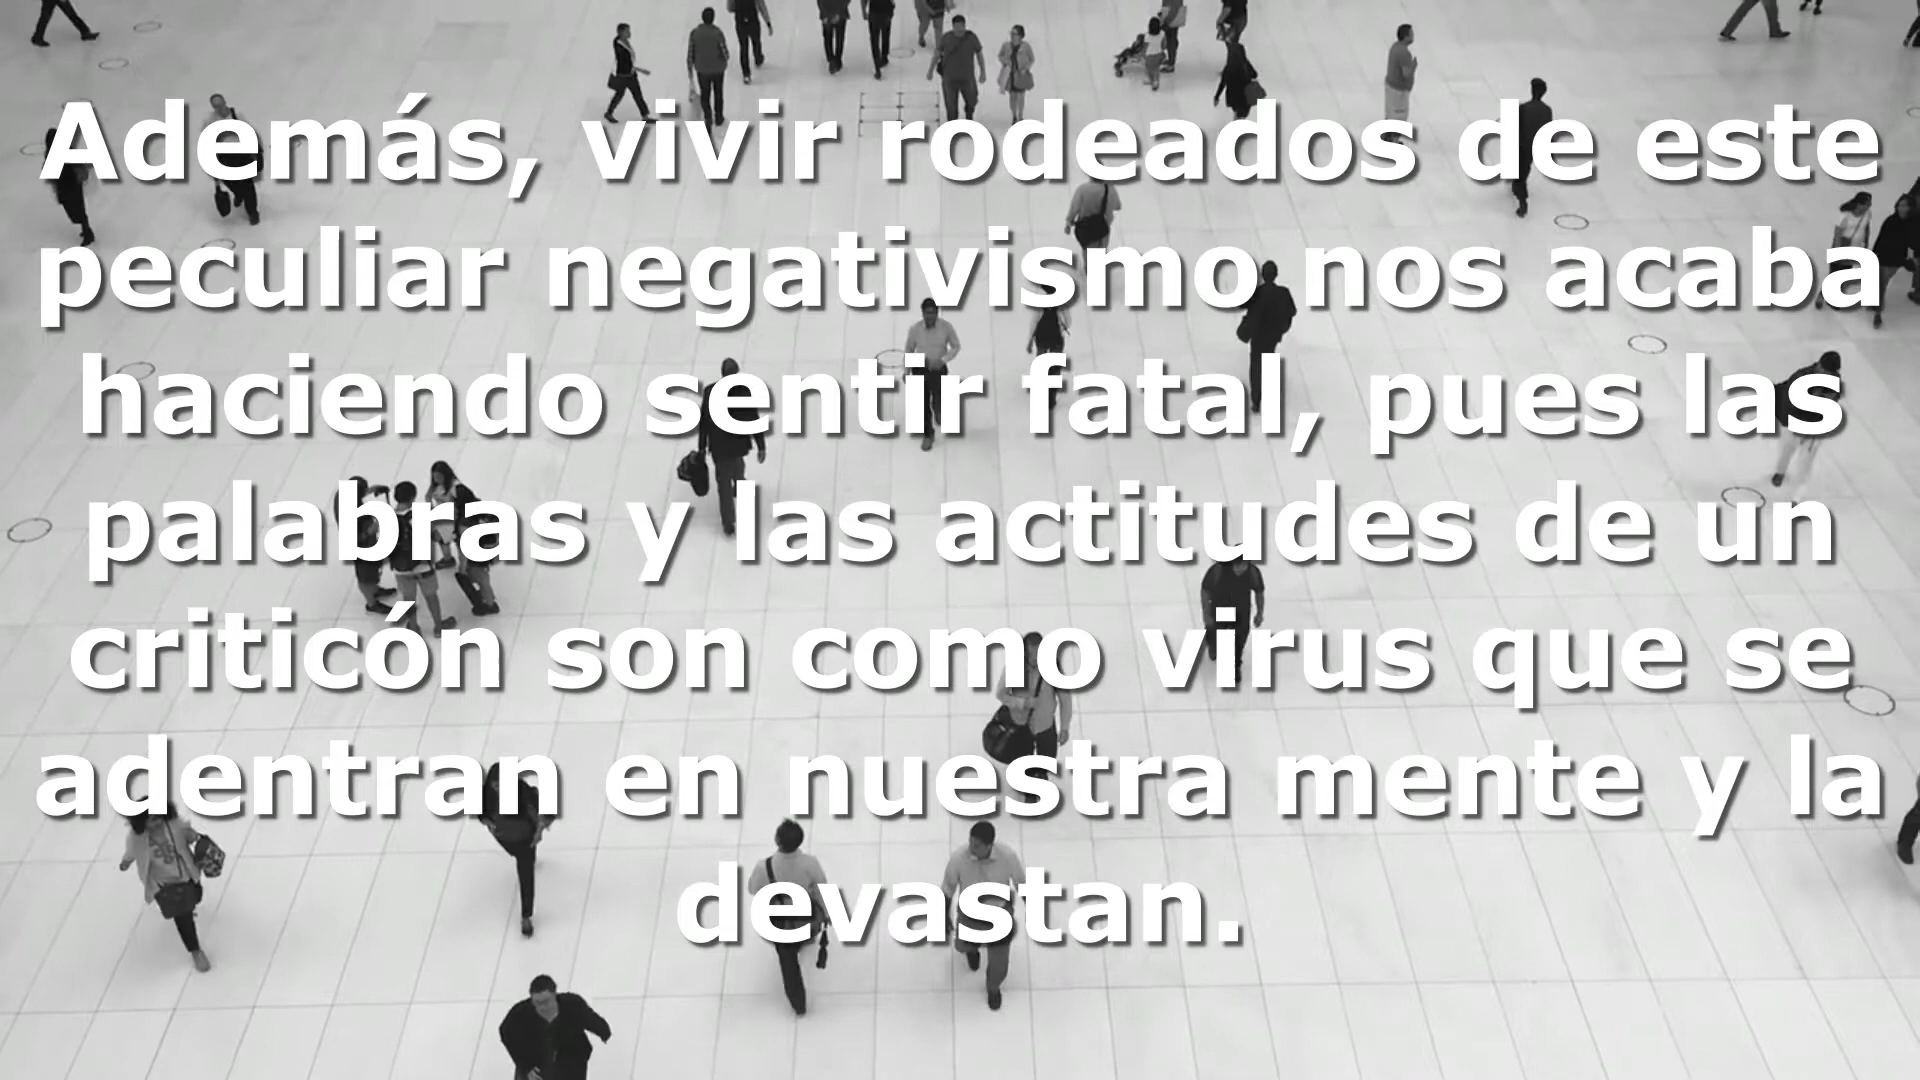 Además, vivir rodeados de este
peculiar negativismo nos acaba
haciendo sentir fatal, pues las
palabras y las actitudes de un
criticón son como virus que se
adentran en nuestra mente y la
devastan.